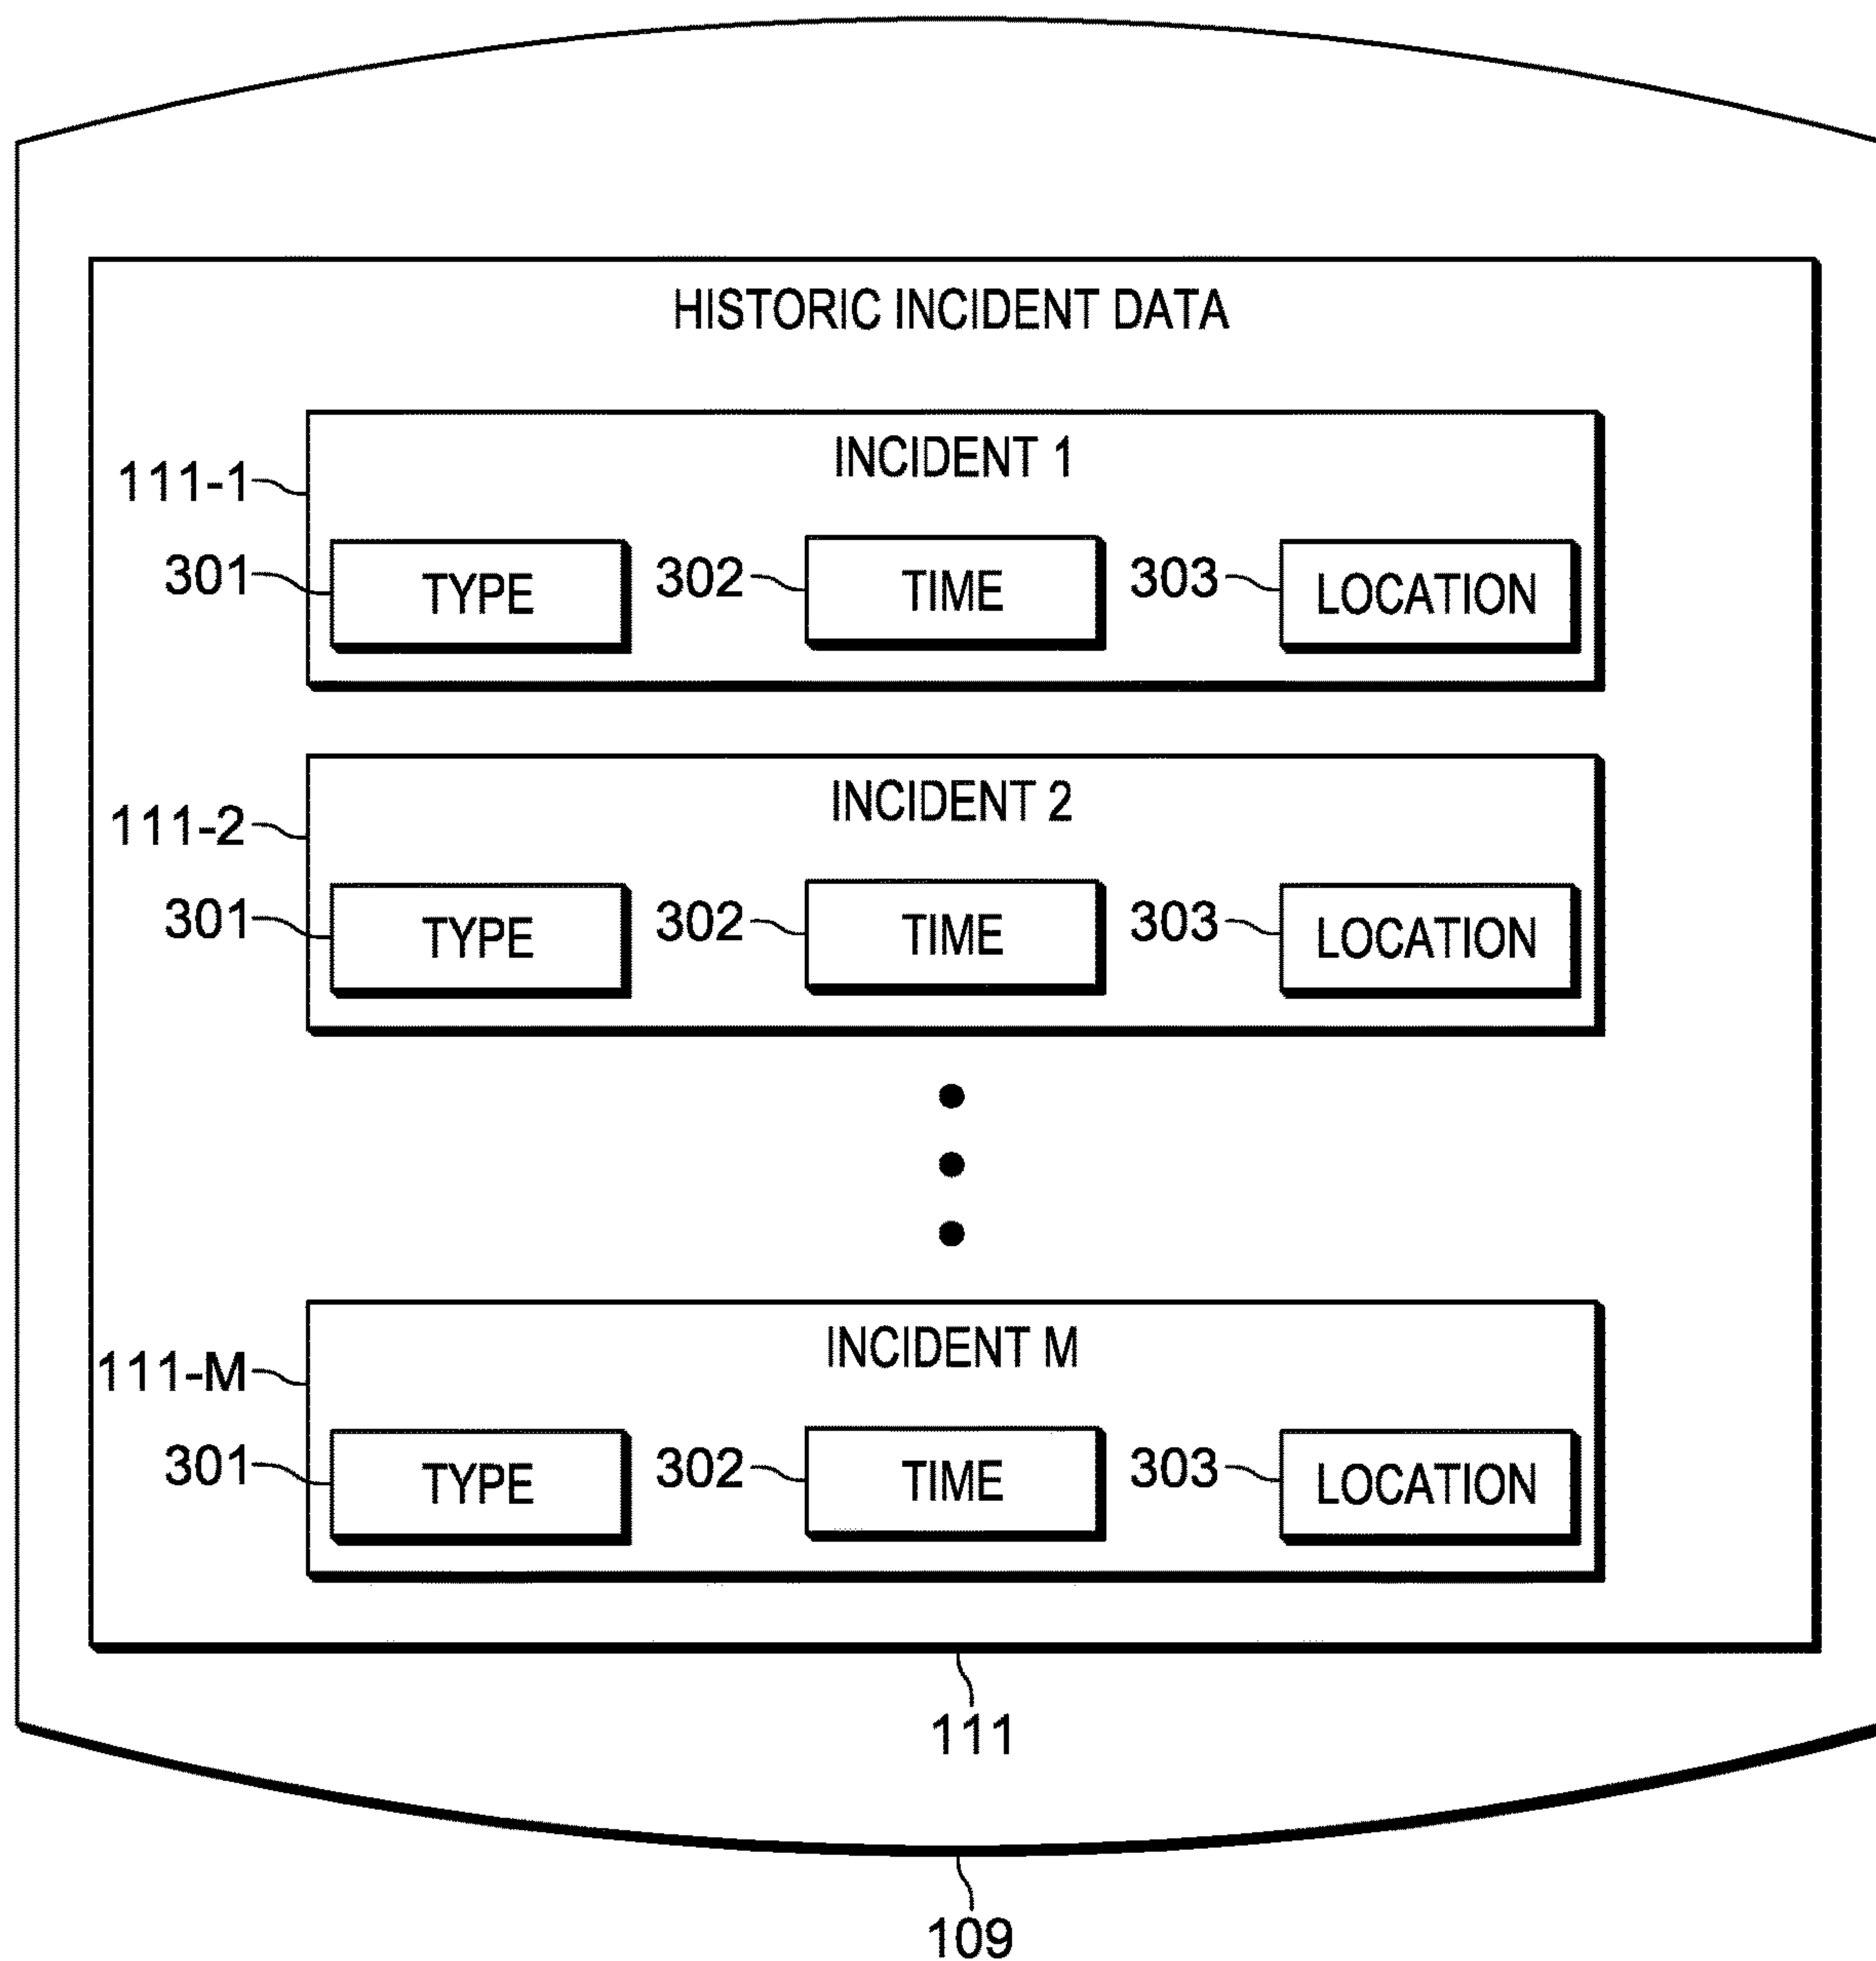 HISTORIC INCIDENT DATA
INCIDENT 1
111-1
301 TYPE 302 TIME 303 LOCATION
INCIDENT 2
111-2
301 TYPE 302 TIME 303 LOCATION
INCIDENT M
111-M
301 TYPE 302 TIME 303 LOCATION
111
109